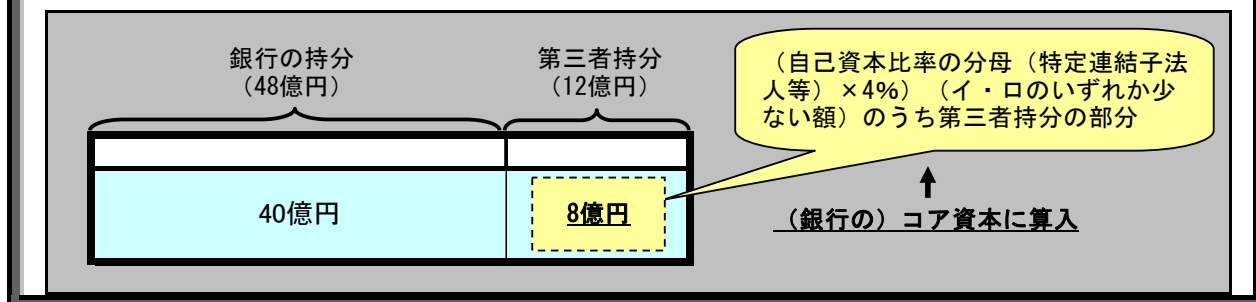 銀行の持分
（48億円）
第三者持分
（12億円）
（自己資本比率の分母（特定連結子法
人等）×4%）（イ・ロのいずれか少
ない額）のうち第三者持分の部分
40億円
8億円
（銀行の）コア資本に算入